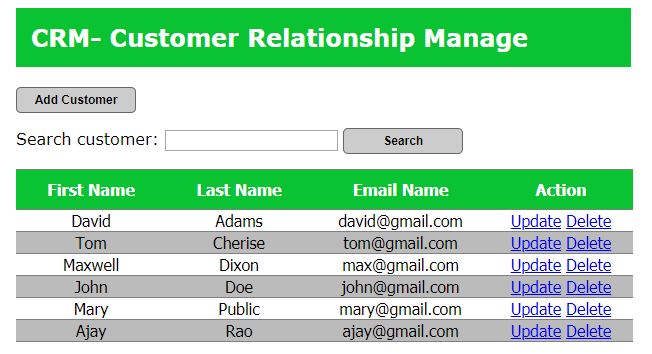 CRM- Customer Relationship Manage
Add Customer
Search customer: Search
First Name Last Name Email Name Action
David Adams david@gmail.com Update Delete
Tom Cherise tom@gmail.com Update Delete
Maxwell Dixon max@gmail.com Update Delete
John Doe john@gmail.com Update Delete
Mary Public mary@gmail.com Update Delete
Ajay Rao ajay@gmail.com Update Delete